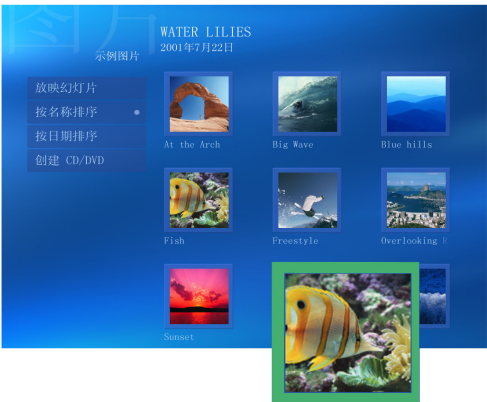 图片
示例图片
WATER LILIES
2001年7月22日
放映幻灯片
按名称排序
按日期排序
创建 CD/DVD
At the Arch
Big Wave
Blue hills
Fish
Freestyle
Overlooking
Sunset